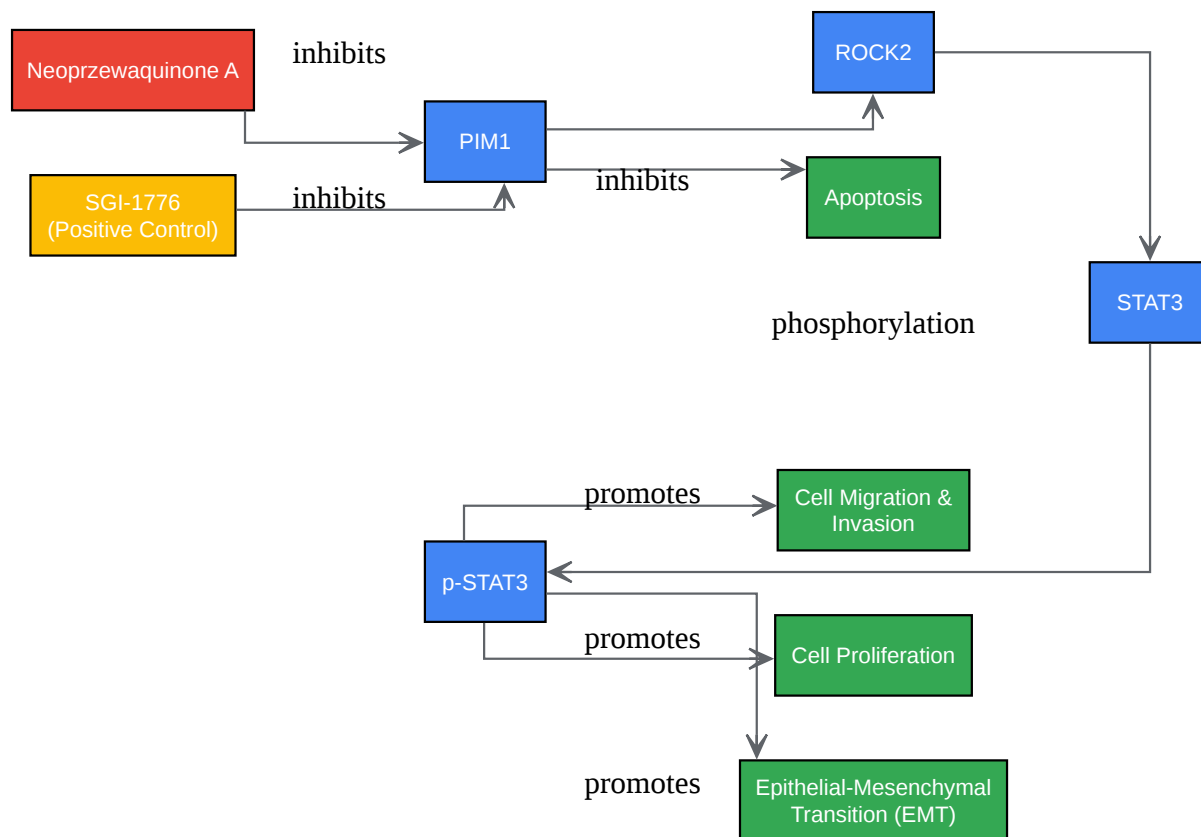 inhibits
ROCK2
Neoprzewaquinone A
PIM1
inhibits
SGI-1776
(Positive Control)
inhibits
Apoptosis
STAT3
phosphorylation
promotes
Cell Migration &
Invasion
p-STAT3
promotes
Cell Proliferation
promotes
Epithelial-Mesenchymal
Transition (EMT)